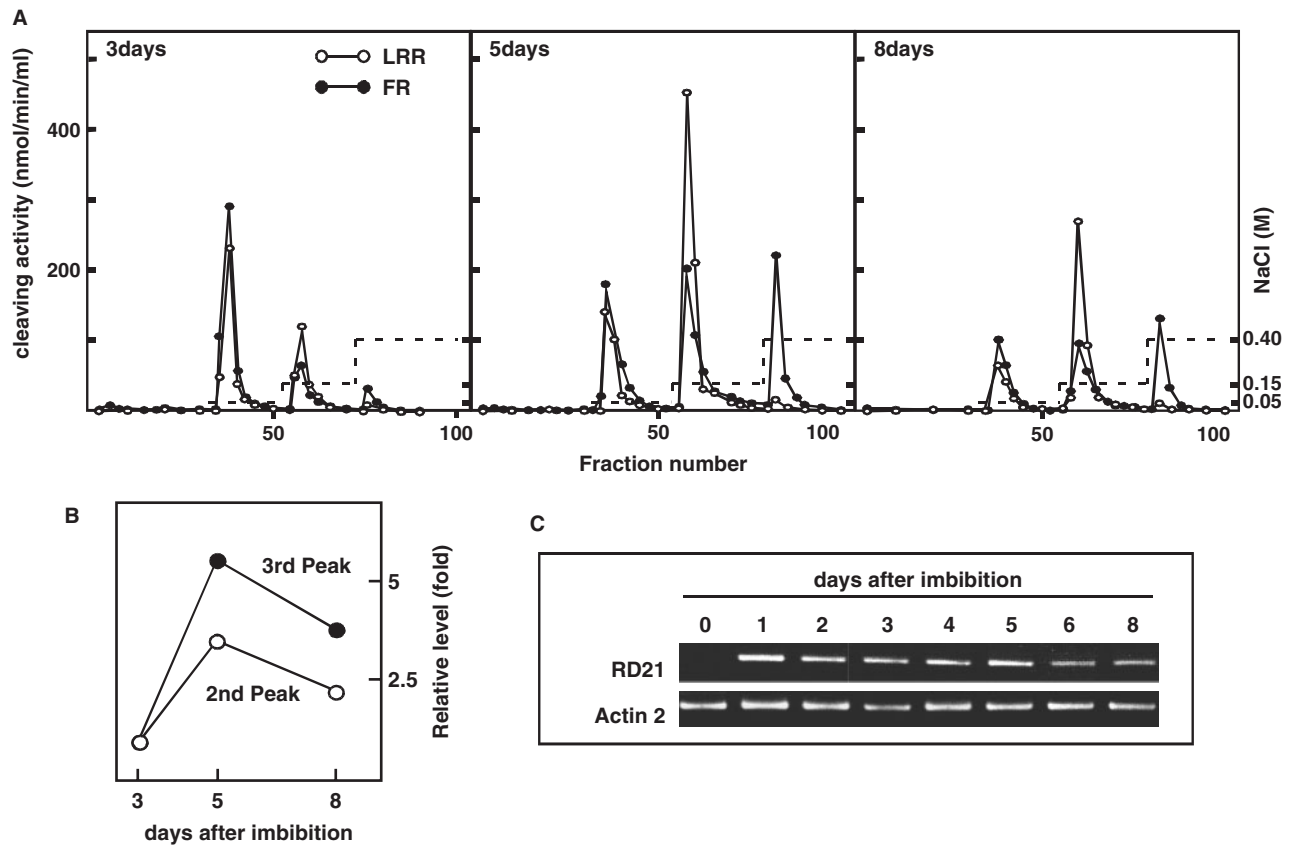 A
3days
5days
8days
LRR
FR
cleaving activity (nmol/min/ml)
400
200
NaCl (M)
0.40
0.15
0.05
50
100
50
100
50
100
Fraction number
B
3rd Peak
2nd Peak
5
2.5
Relative level (fold)
3
5
8
days after imbibition
C
days after imbibition
0 1 2 3 4 5 6 8
RD21
Actin 2